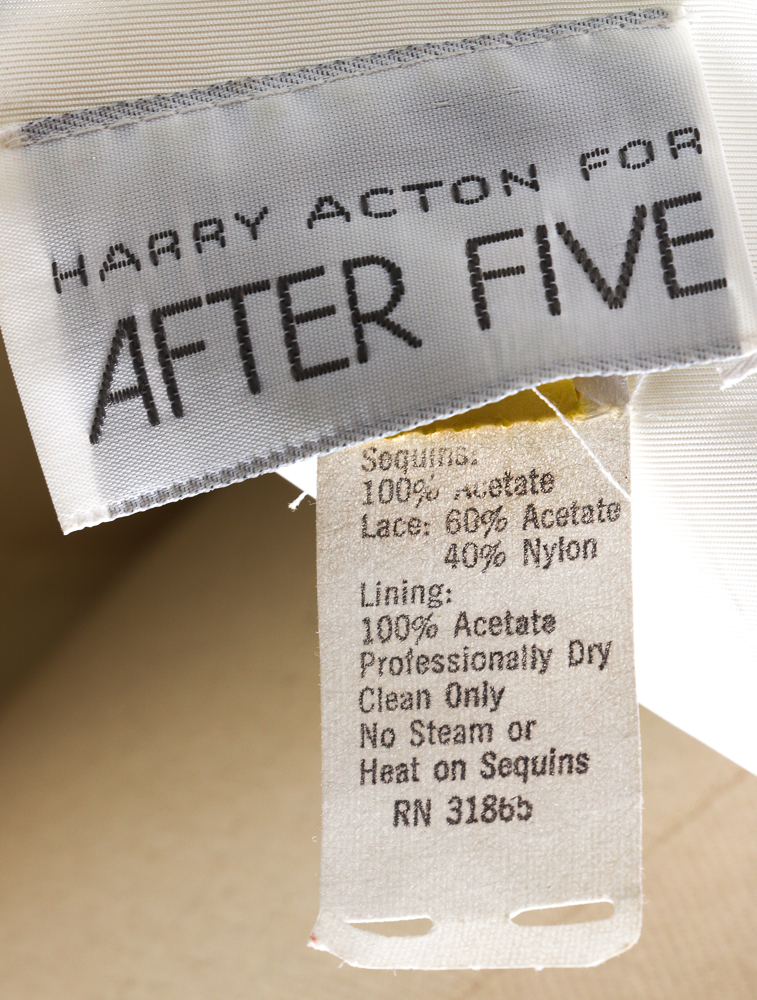 HARRY ACTON FOR
AFTER FIVE
Sequins:
100% Acetate
Lace: 60% Acetate
40% Nylon
Lining:
100% Acetate
Professionally Dry
Clean Only
No Steam or
Heat on Sequins
RN